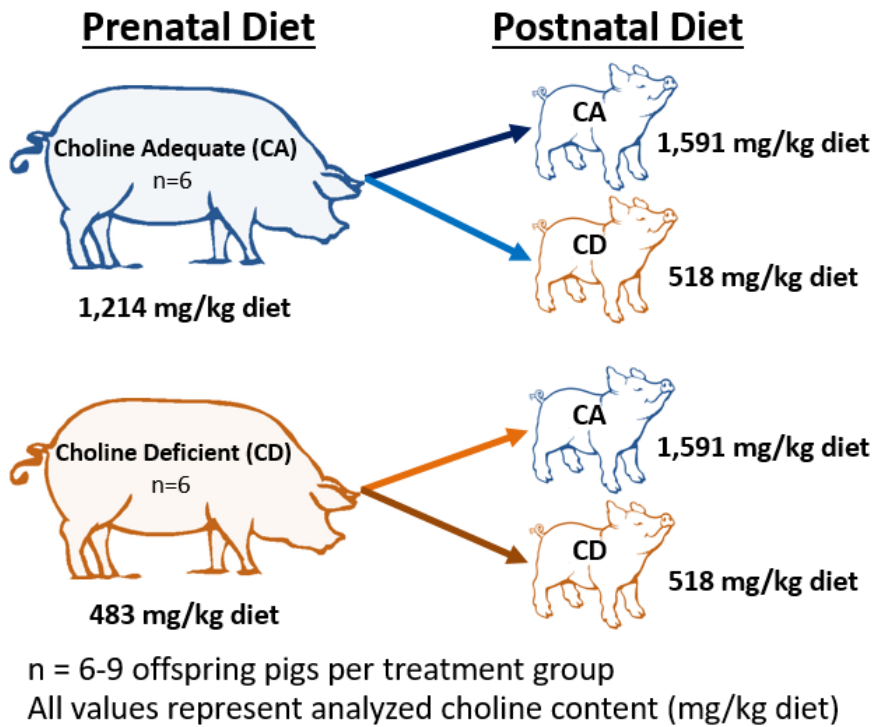 Prenatal Diet
Postnatal Diet
Choline Adequate (CA)
n=6
1,214 mg/kg diet
CA
1,591 mg/kg diet
CD
518 mg/kg diet
Choline Deficient (CD)
n=6
483 mg/kg diet
CA
1,591 mg/kg diet
CD
518 mg/kg diet
n = 6-9 offspring pigs per treatment group
All values represent analyzed choline content (mg/kg diet)